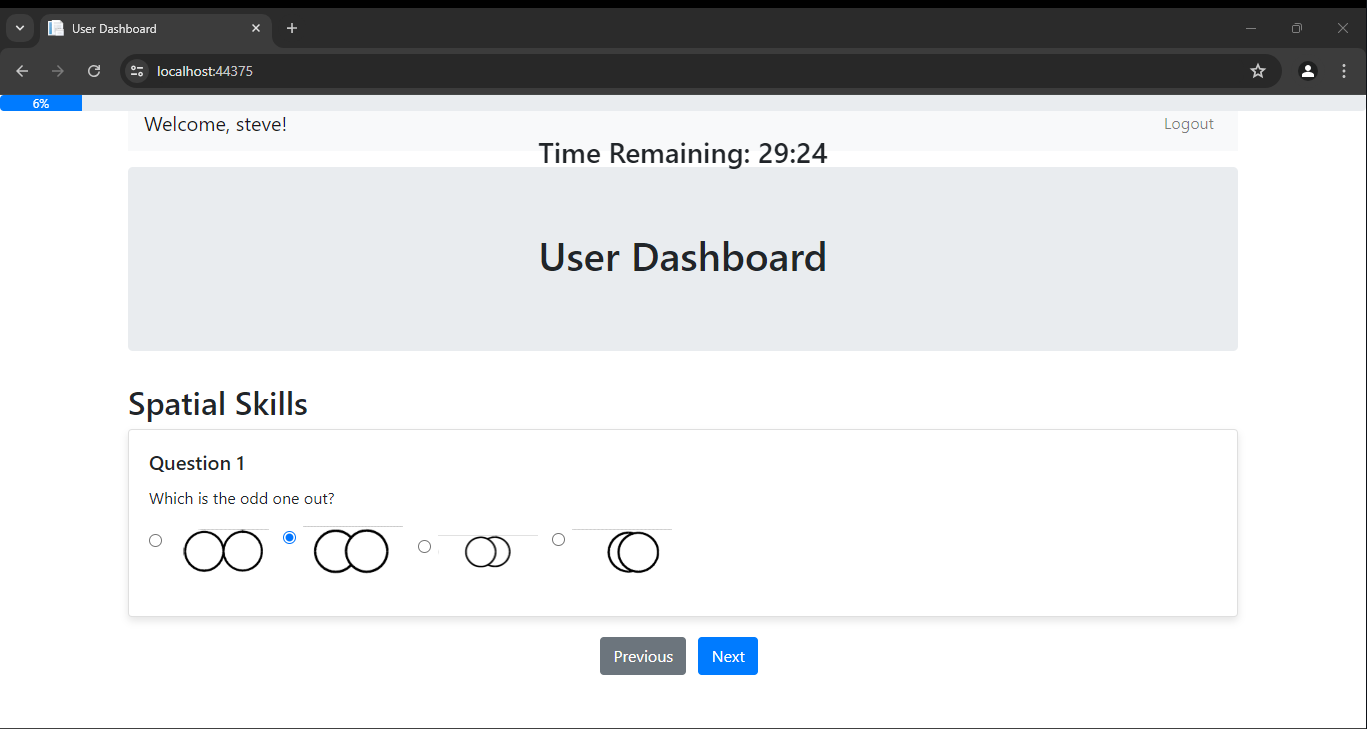 User Dashboard
localhost:44375
6%
Welcome, steve!
Logout
Time Remaining: 29:24
User Dashboard
Spatial Skills
Question 1
Which is the odd one out?
Previous
Next